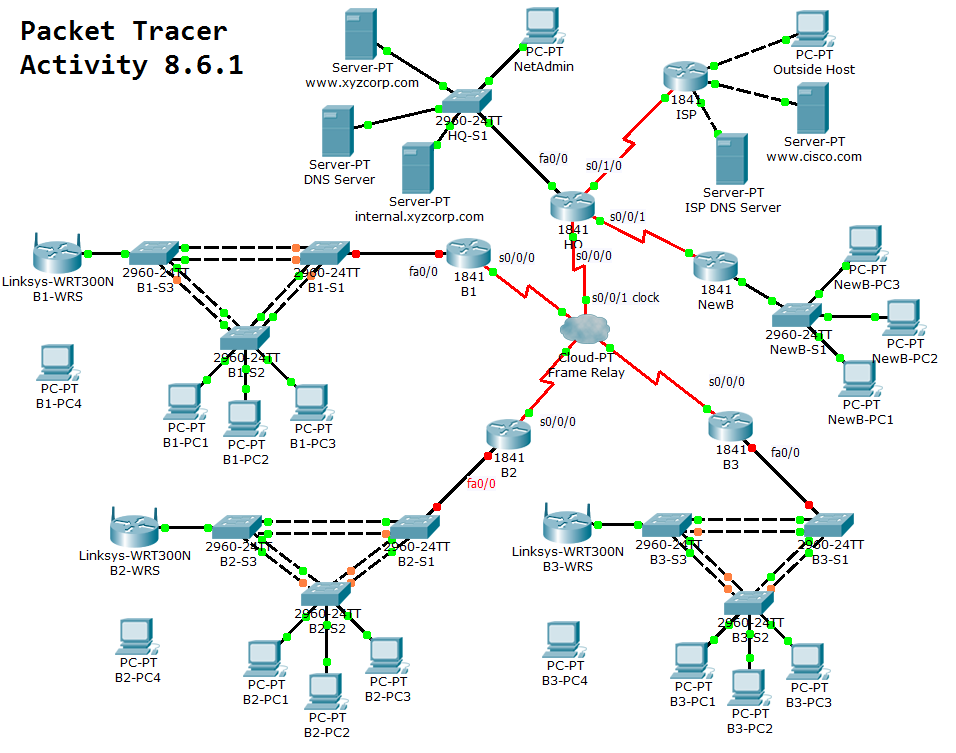 Packet Tracer
Activity 8.6.1
Server-PT
www.xyzcorp.com
PC-PT
NetAdmin
2960-24TT
HQ-S1
Server-PT
DNS Server
Server-PT
internal.xyzcorp.com
PC-PT
Outside Host
1841
ISP
Server-PT
www.cisco.com
Server-PT
ISP DNS Server
fa0/0
s0/1/0
1841
HQ
s0/0/1
s0/0/0
s0/0/1 clock
Linksys-WRT300N
B1-WRS
2960-24TT
B1-S3
2960-24TT
B1-S1
fa0/0
1841
B1
s0/0/0
2960-24TT
B1-S2
PC-PT
B1-PC4
PC-PT
B1-PC1
PC-PT
B1-PC2
PC-PT
B1-PC3
Cloud-PT
Frame Relay
1841
NewB
PC-PT
NewB-PC3
2960-24TT
NewB-S1
PC-PT
NewB-PC2
PC-PT
NewB-PC1
s0/0/0
s0/0/0
1841
B2
fa0/0
1841
B3
fa0/0
Linksys-WRT300N
B2-WRS
2960-24TT
B2-S3
2960-24TT
B2-S1
2960-24TT
B2-S2
PC-PT
B2-PC4
PC-PT
B2-PC1
PC-PT
B2-PC2
PC-PT
B2-PC3
Linksys-WRT300N
B3-WRS
2960-24TT
B3-S3
2960-24TT
B3-S1
2960-24TT
B3-S2
PC-PT
B3-PC4
PC-PT
B3-PC1
PC-PT
B3-PC2
PC-PT
B3-PC3